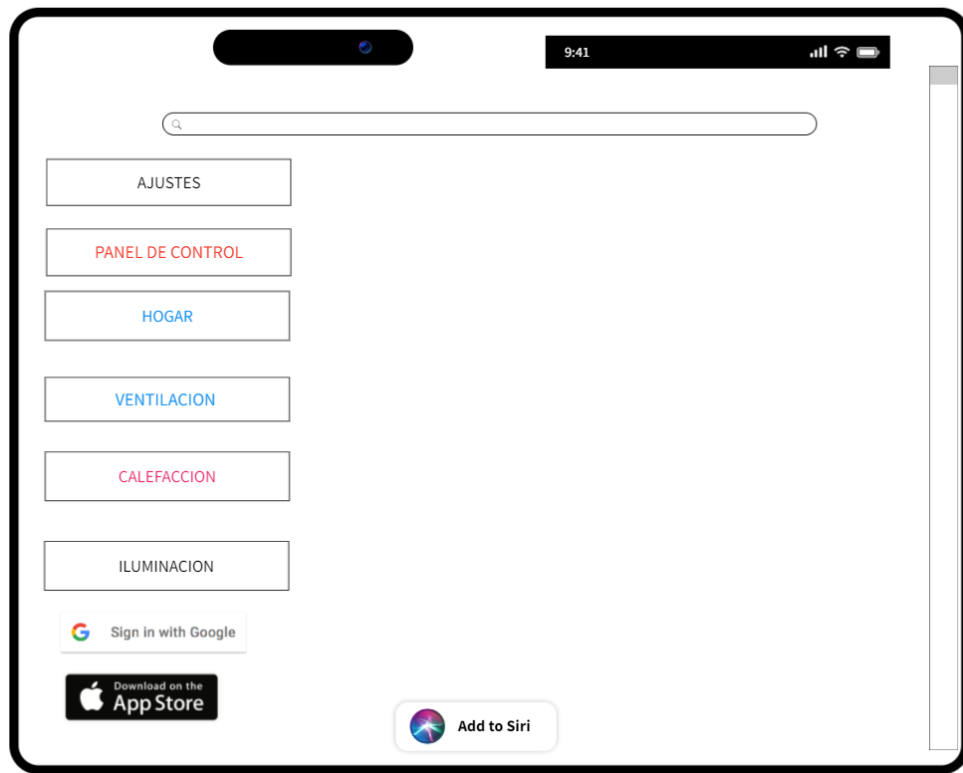 9:41
AJUSTES
PANEL DE CONTROL
HOGAR
VENTILACION
CALEFACCION
ILUMINACION
Sign in with Google
Download on the
App Store
Add to Siri